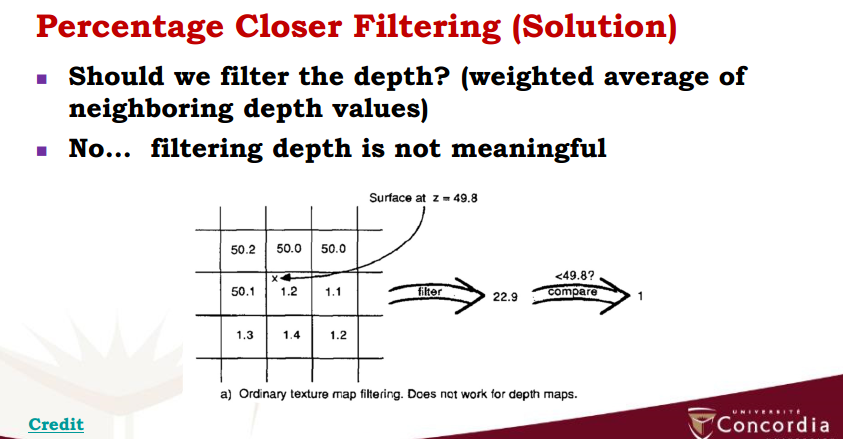 Percentage Closer Filtering (Solution)
Should we filter the depth? (weighted average of
neighboring depth values)
No... filtering depth is not meaningful
Surface at z = 49.8
50.2 50.0 50.0
x
50.1 1.2 1.1
filter
22.9
<49.8?
compare
1
1.3 1.4 1.2
a) Ordinary texture map filtering. Does not work for depth maps.
Credit
UNIVERSITÉ
Concordia